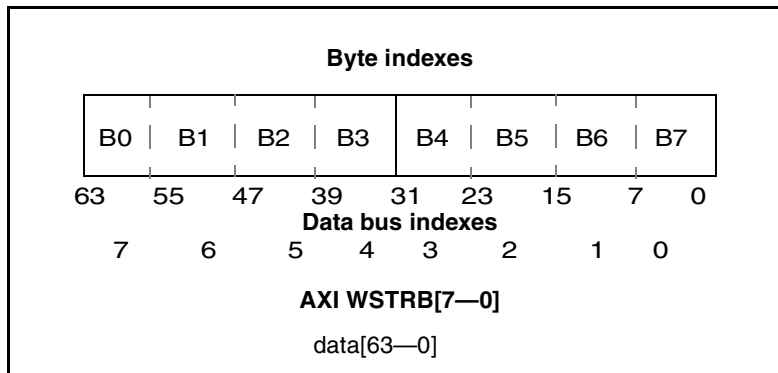 Byte indexes
B0 B1 B2 B3 B4 B5 B6 B7
63 55 47 39 31 23 15 7 0
Data bus indexes
7 6 5 4 3 2 1 0
AXI WSTRB[7—0]
data[63—0]